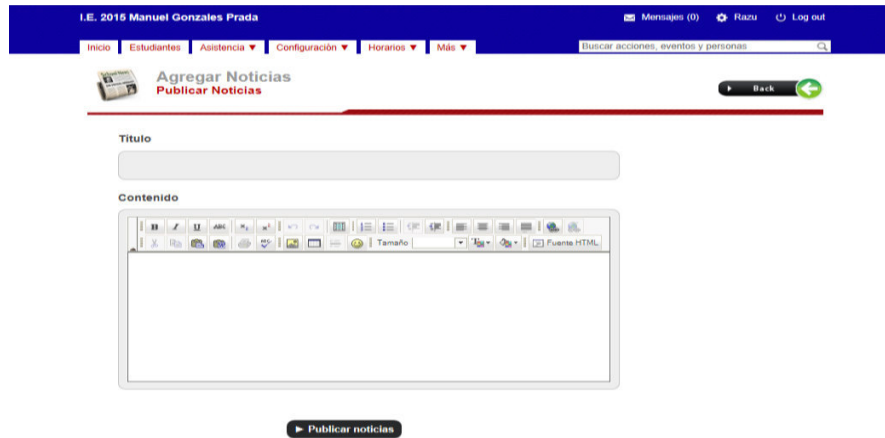 I.E. 2015 Manuel Gonzales Prada
Mensajes (0) Razu Log out
Inicio Estudiantes Asistencia ▼ Configuración ▼ Horarios ▼ Más ▼ Buscar acciones, eventos y personas
Agregar Noticias
Publicar Noticias
Back
Título
Contenido
B I U ABC
Tamaño Fuente HTML
Publicar noticias